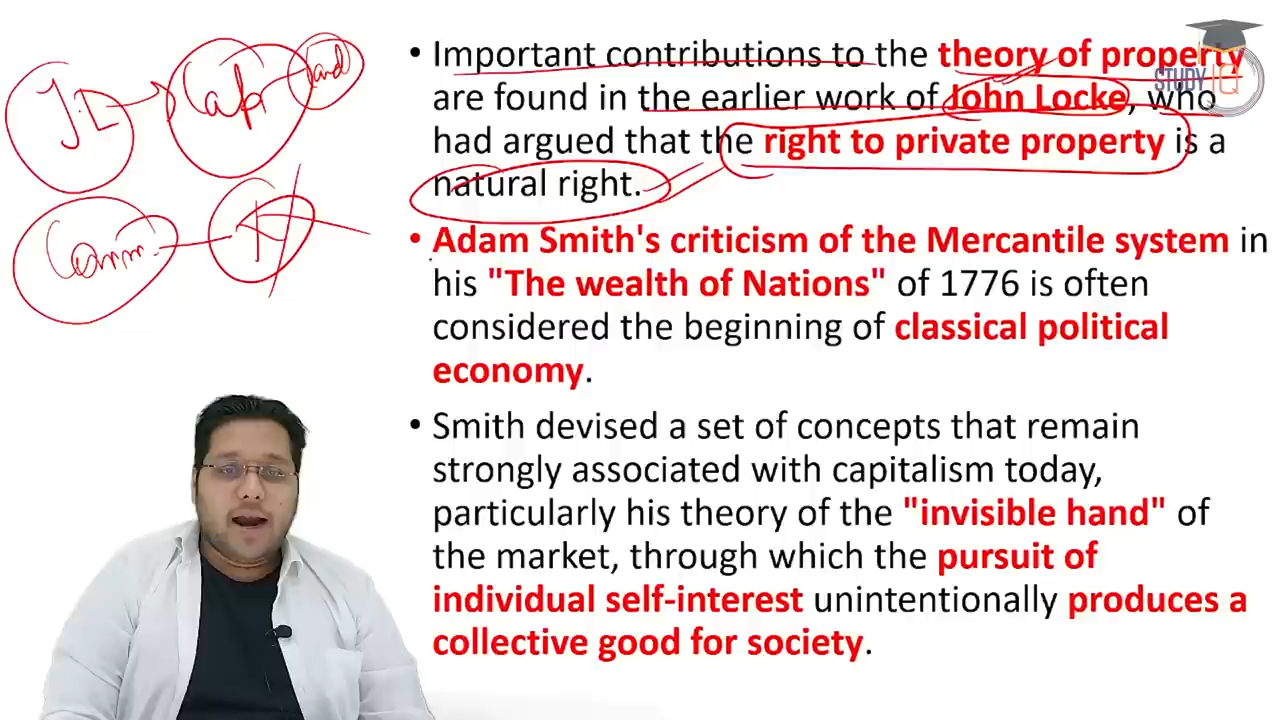 • Important contributions to the theory of property
are found in the earlier work of John Locke, who
had argued that the right to private property is a
natural right.
• Adam Smith's criticism of the Mercantile system in
his "The wealth of Nations" of 1776 is often
considered the beginning of classical political
economy.
• Smith devised a set of concepts that remain
strongly associated with capitalism today,
particularly his theory of the "invisible hand" of
the market, through which the pursuit of
individual self-interest unintentionally produces a
collective good for society.
STUDY IQ
J.L
Comm.